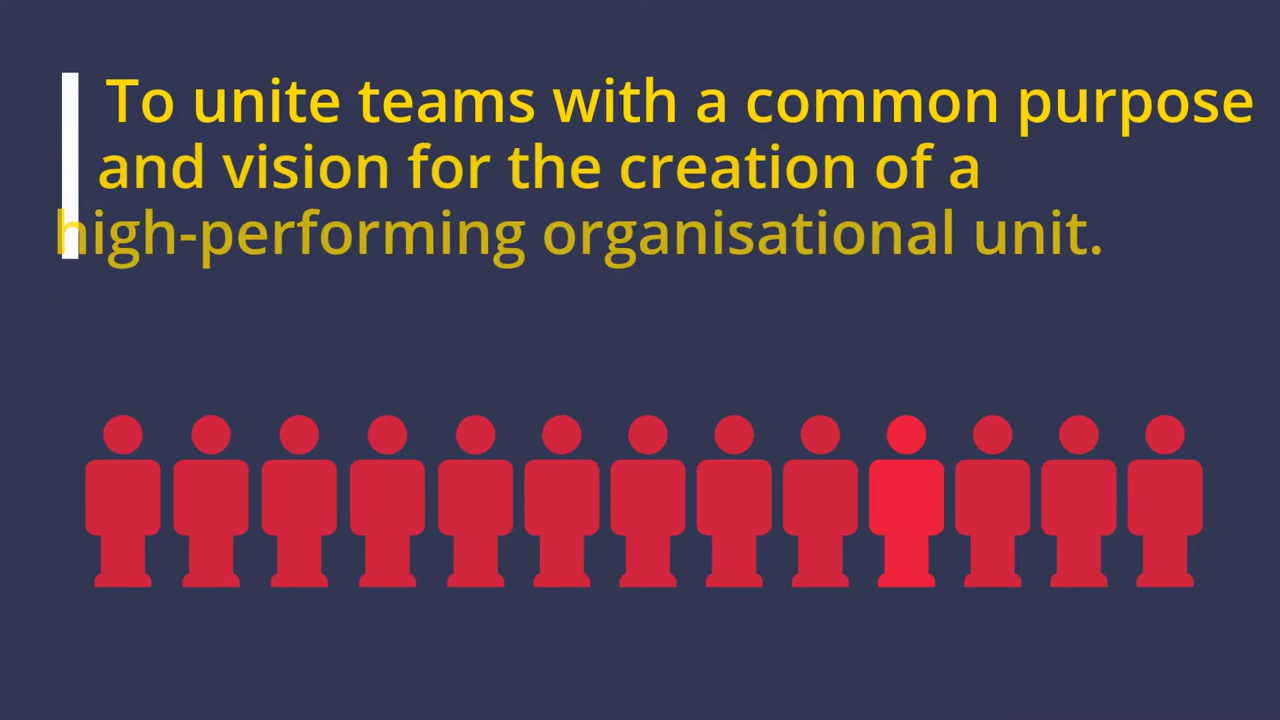 To unite teams with a common purpose
and vision for the creation of a
high-performing organisational unit.